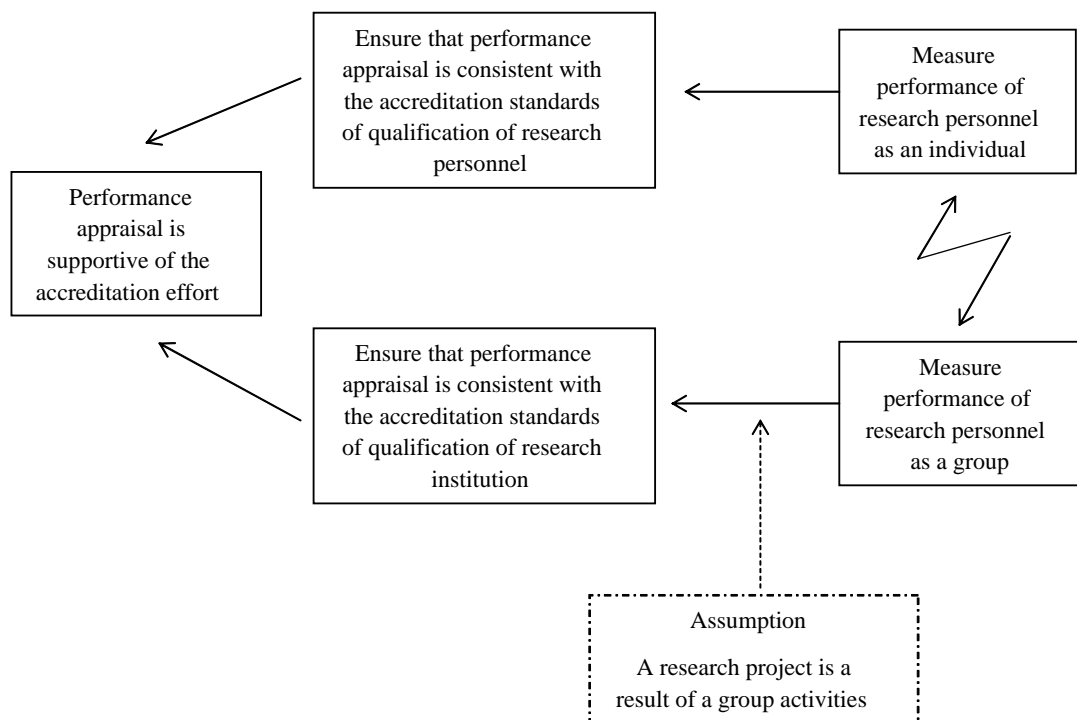 Ensure that performance
appraisal is consistent with
the accreditation standards
of qualification of research
personnel
Measure
performance of
research personnel
as an individual
Performance
appraisal is
supportive of the
accreditation effort
Ensure that performance
appraisal is consistent with
the accreditation standards
of qualification of research
institution
Measure
performance of
research personnel
as a group
Assumption
A research project is a
result of a group activities